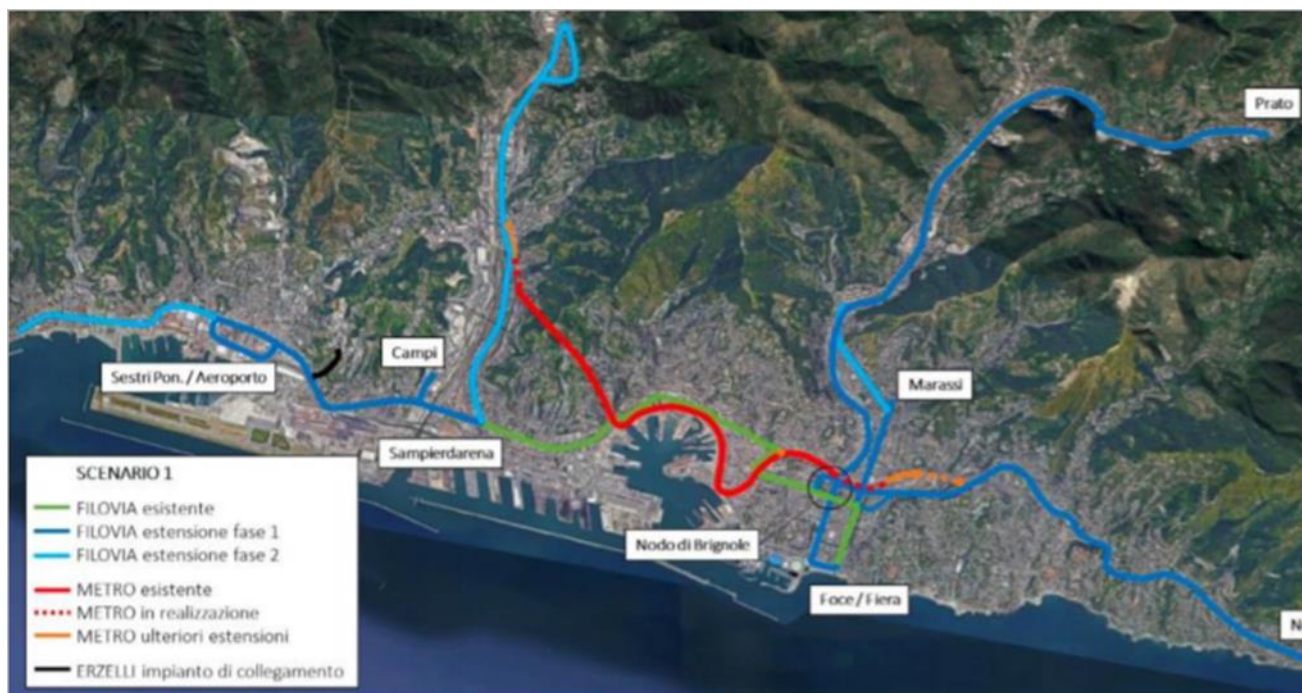 Prato
Campi
Sestri Pon. / Aeroporto
Marassi
Sampierdarena
Nodo di Brignole
Foce / Fiera
N
SCENARIO 1
FILOVIA esistente
FILOVIA estensione fase 1
FILOVIA estensione fase 2
METRO esistente
METRO in realizzazione
METRO ulteriori estensioni
ERZELLI impianto di collegamento